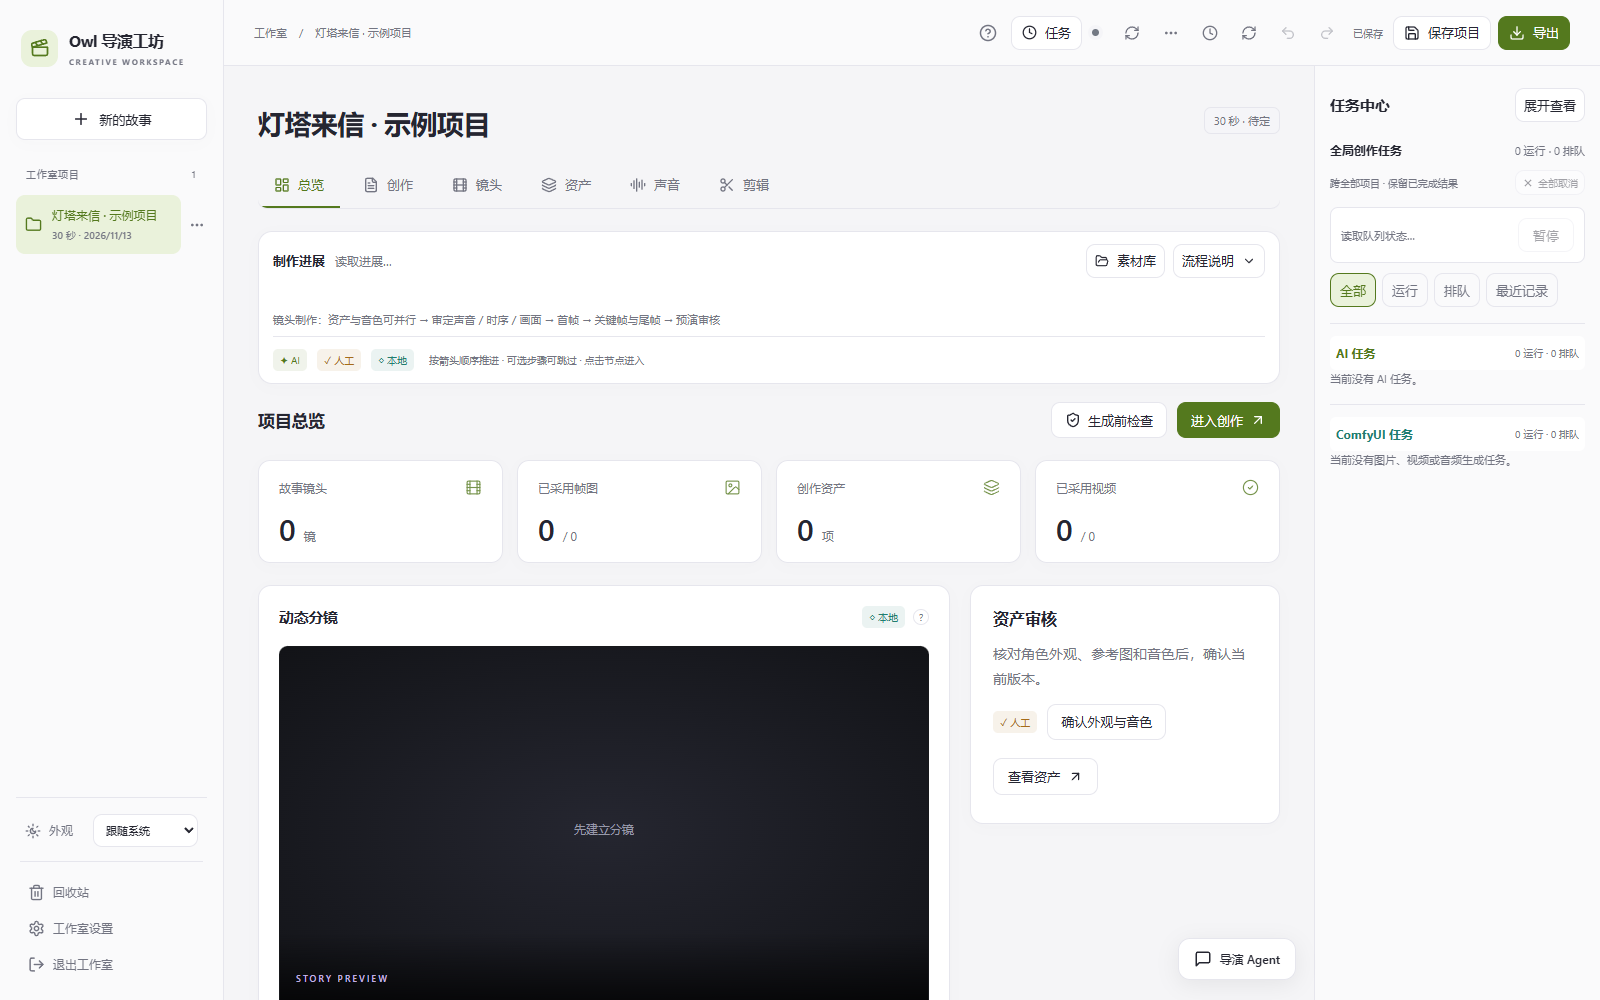 Owl 导演工坊
CREATIVE WORKSPACE
新的故事
工作室项目 1
灯塔来信 · 示例项目
30 秒 · 2026/11/13
外观 跟随系统
回收站
工作室设置
退出工作室
工作室 / 灯塔来信 · 示例项目
任务
已保存
保存项目
导出
灯塔来信 · 示例项目
30 秒 · 待定
总览
创作
镜头
资产
声音
剪辑
制作进展 读取进展...
素材库
流程说明
镜头制作：资产与音色可并行 → 审定声音 / 时序 / 画面 → 首帧 → 关键帧与尾帧 → 预演审核
✦ AI
✓ 人工
⋄ 本地
按箭头顺序推进 · 可选步骤可跳过 · 点击节点进入
项目总览
生成前检查
进入创作
故事镜头
0 镜
已采用帧图
0 / 0
创作资产
0 项
已采用视频
0 / 0
动态分镜
⋄ 本地
?
先建立分镜
STORY PREVIEW
资产审核
核对角色外观、参考图和音色后，确认当
前版本。
✓ 人工
确认外观与音色
查看资产
导演 Agent
任务中心
展开查看
全局创作任务 0 运行 · 0 排队
跨全部项目 · 保留已完成结果
× 全部取消
读取队列状态...
暂停
全部
运行
排队
最近记录
AI 任务 0 运行 · 0 排队
当前没有 AI 任务。
ComfyUI 任务 0 运行 · 0 排队
当前没有图片、视频或音频生成任务。